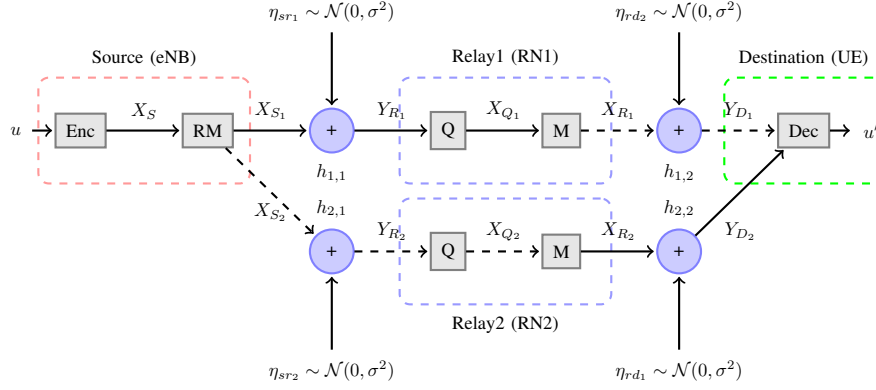 η_{sr_1} ∼ 𝒩(0, σ²) η_{rd_2} ∼ 𝒩(0, σ²)
Source (eNB) Relay1 (RN1) Destination (UE)
u Enc X_S RM X_{S_1} + Y_{R_1} Q X_{Q_1} M X_{R_1} + Y_{D_1} Dec u'
h_{1,1} h_{1,2}
X_{S_2} h_{2,1} h_{2,2}
+ Y_{R_2} Q X_{Q_2} M X_{R_2} + Y_{D_2}
Relay2 (RN2)
η_{sr_2} ∼ 𝒩(0, σ²) η_{rd_1} ∼ 𝒩(0, σ²)